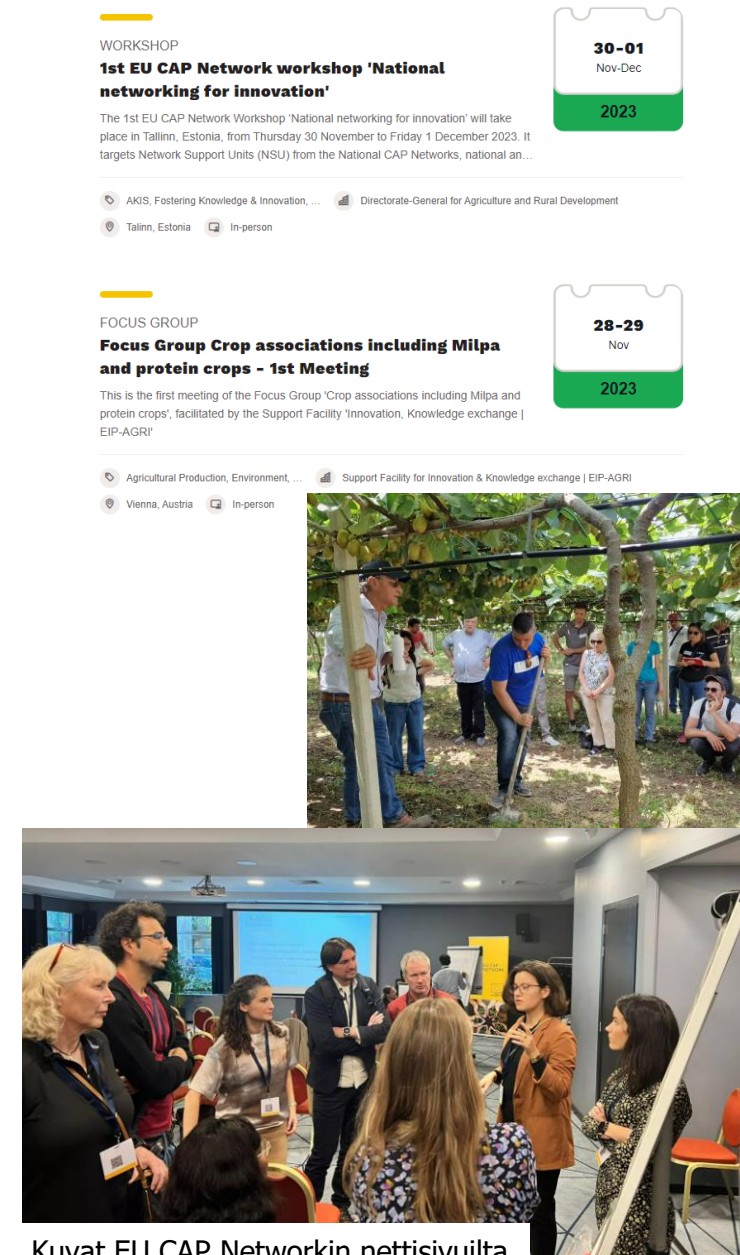 WORKSHOP
1st EU CAP Network workshop 'National
networking for innovation'
The 1st EU CAP Network Workshop ‘National networking for innovation’ will take
place in Tallinn, Estonia, from Thursday 30 November to Friday 1 December 2023. It
targets Network Support Units (NSU) from the National CAP Networks, national an…
30-01
Nov-Dec
2023
AKIS, Fostering Knowledge & Innovation, … Directorate-General for Agriculture and Rural Development
Talinn, Estonia In-person
FOCUS GROUP
Focus Group Crop associations including Milpa
and protein crops - 1st Meeting
This is the first meeting of the Focus Group 'Crop associations including Milpa and
protein crops', facilitated by the Support Facility 'Innovation, Knowledge exchange |
EIP-AGRI'
28-29
Nov
2023
Agricultural Production, Environment, … Support Facility for Innovation & Knowledge exchange | EIP-AGRI
Vienna, Austria In-person
EU CAP
NETWORK
Kuvat EU CAP Networkin nettisivuilta